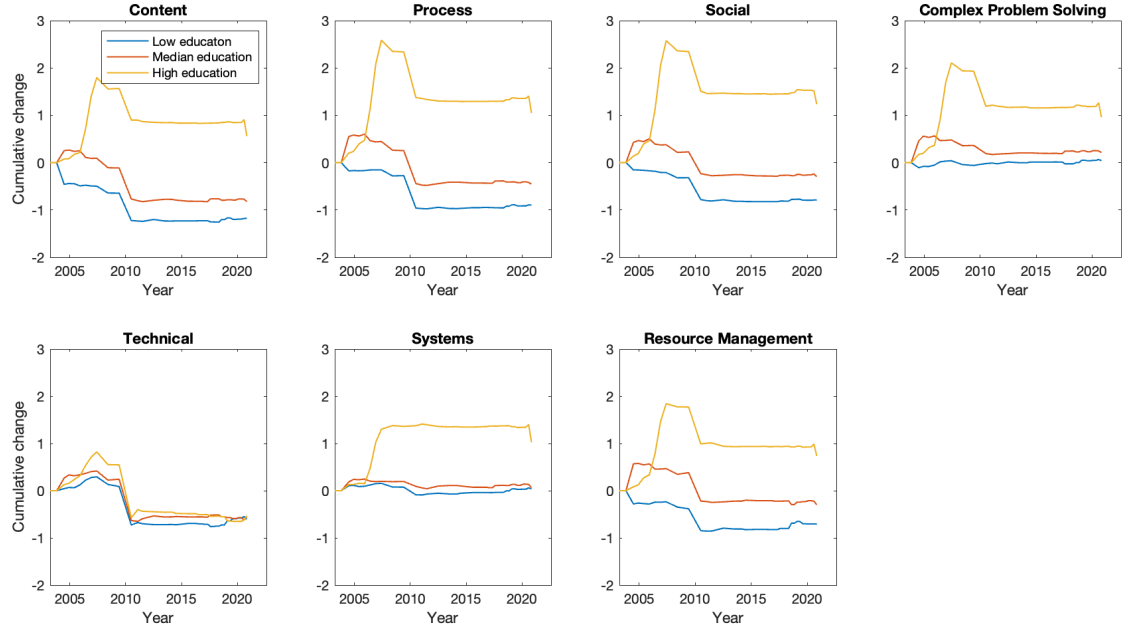 Content
Process
Social
Complex Problem Solving
Low educaton
Median education
High education
Cumulative change
3
2
1
0
-1
-2
2005 2010 2015 2020
Year
3
2
1
0
-1
-2
2005 2010 2015 2020
Year
3
2
1
0
-1
-2
2005 2010 2015 2020
Year
3
2
1
0
-1
-2
2005 2010 2015 2020
Year
Technical
Systems
Resource Management
Cumulative change
3
2
1
0
-1
-2
2005 2010 2015 2020
Year
3
2
1
0
-1
-2
2005 2010 2015 2020
Year
3
2
1
0
-1
-2
2005 2010 2015 2020
Year